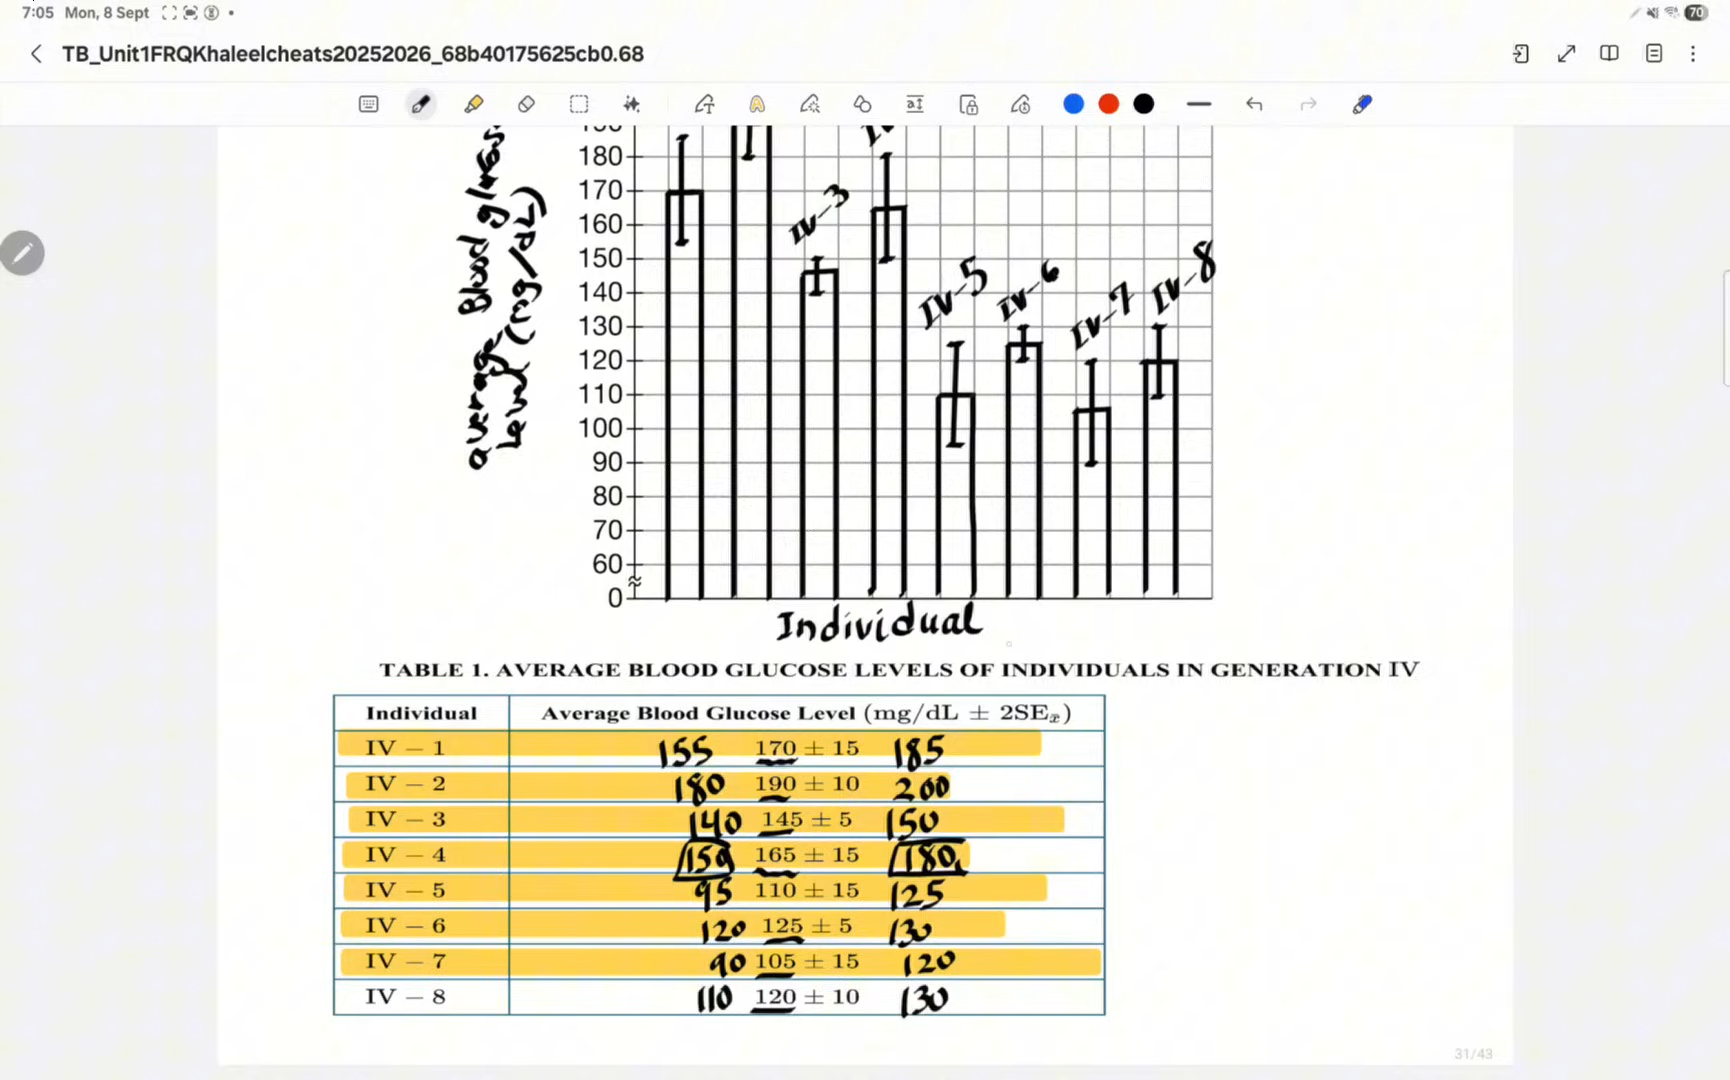 7:05 Mon, 8 Sept
70
TB_Unit1FRQKhaleelcheats20252026_68b40175625cb0.68
average Blood glucose
Level (mg/dL)
190
180
170
160
150
140
130
120
110
100
90
80
70
60
0
IV-3
IV-5
IV-6
IV-7
IV-8
Individual
TABLE 1. AVERAGE BLOOD GLUCOSE LEVELS OF INDIVIDUALS IN GENERATION IV
Individual Average Blood Glucose Level (mg/dL ± 2SEx̄)
IV – 1 155 170 ± 15 185
IV – 2 180 190 ± 10 200
IV – 3 140 145 ± 5 150
IV – 4 150 165 ± 15 180
IV – 5 95 110 ± 15 125
IV – 6 120 125 ± 5 130
IV – 7 90 105 ± 15 120
IV – 8 110 120 ± 10 130
31/43